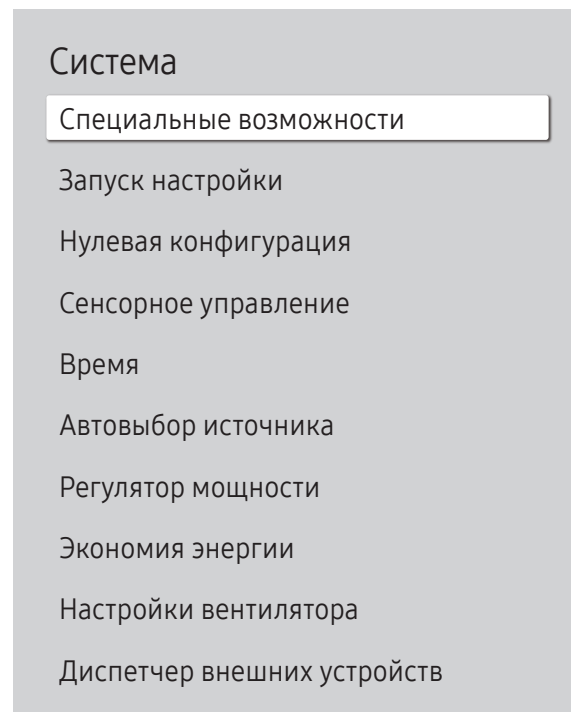 Система
Специальные возможности
Запуск настройки
Нулевая конфигурация
Сенсорное управление
Время
Автовыбор источника
Регулятор мощности
Экономия энергии
Настройки вентилятора
Диспетчер внешних устройств